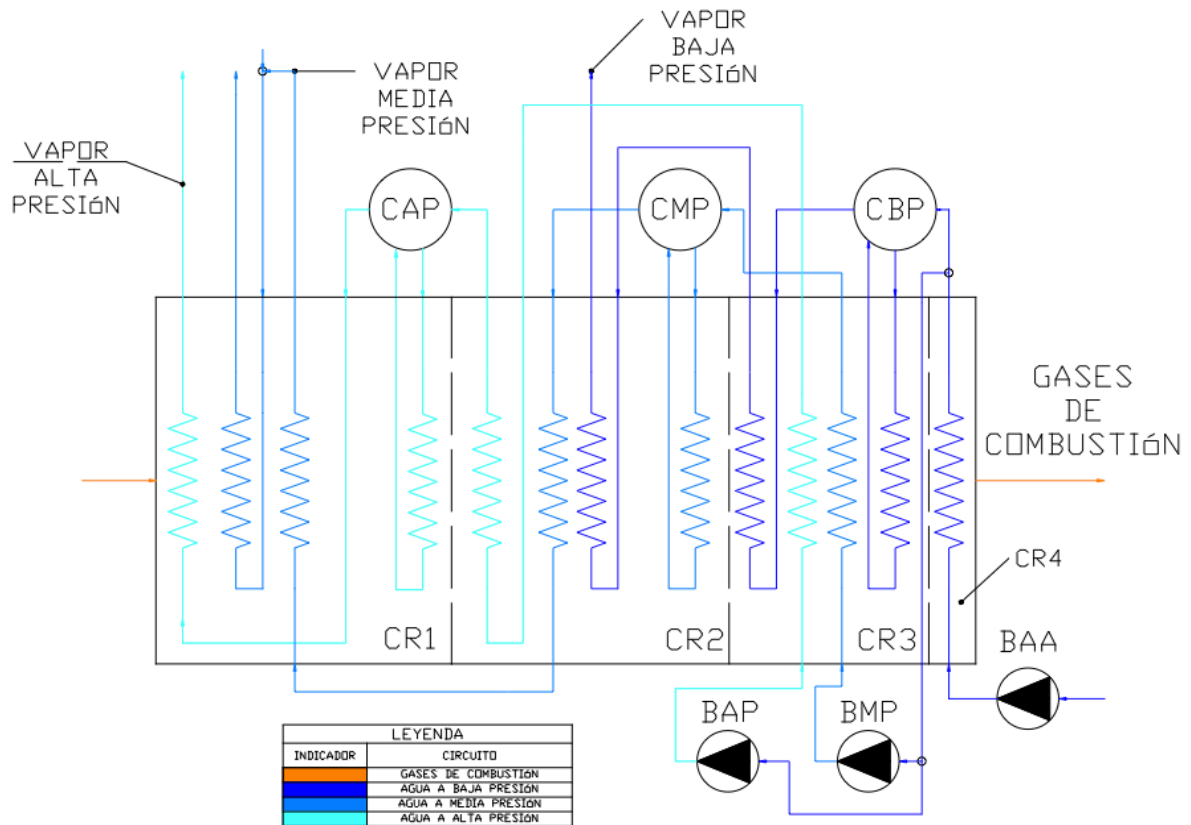 VAPOR
BAJA
PRESIóN
VAPOR
MEDIA
PRESIóN
VAPOR
ALTA
PRESIóN
CAP
CMP
CBP
GASES
DE
COMBUSTIóN
CR4
CR1
CR2
CR3
BAA
BAP
BMP
LEYENDA
INDICADOR CIRCUITO
GASES DE COMBUSTIóN
AGUA A BAJA PRESIóN
AGUA A MEDIA PRESIóN
AGUA A ALTA PRESIóN